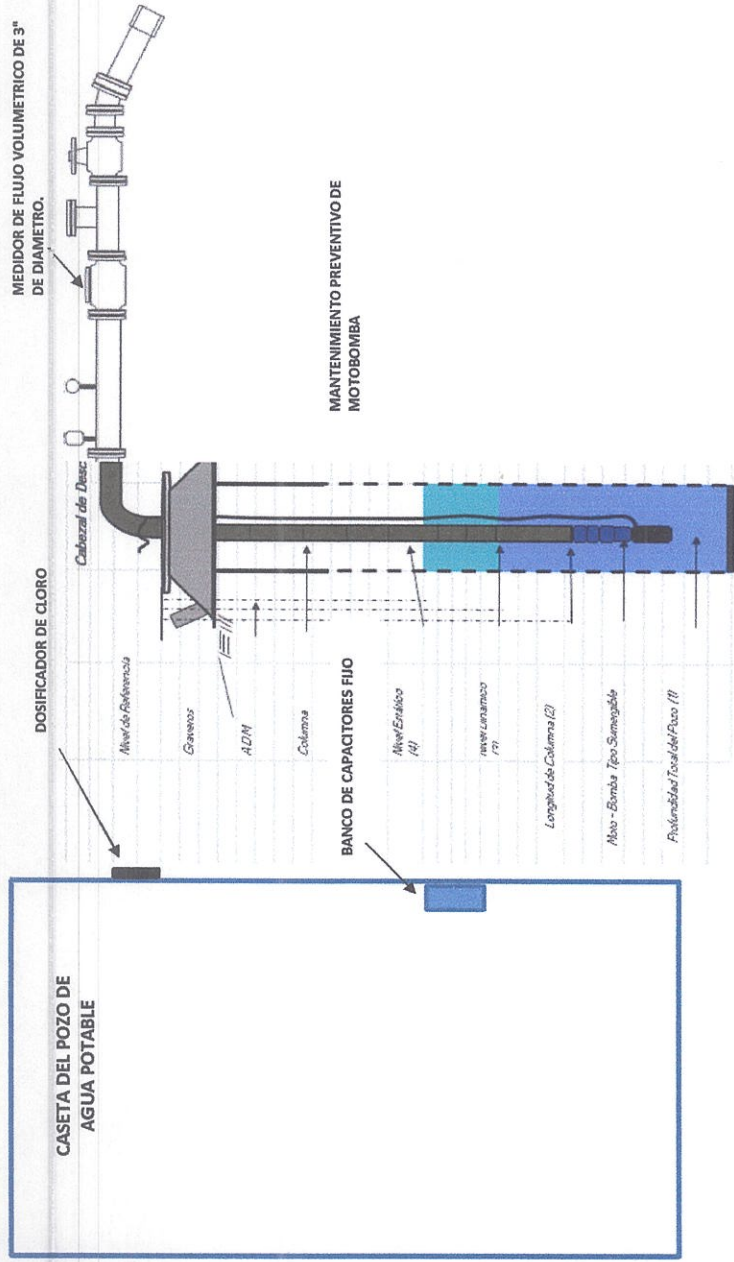 CASETA DEL POZO DE
AGUA POTABLE
DOSIFICADOR DE CLORO
BANCO DE CAPACITORES FIJO
MEDIDOR DE FLUJO VOLUMETRICO DE 3"
DE DIAMETRO.
MANTENIMIENTO PREVENTIVO DE
MOTOBOMBA
Cabezal de Desc
Nivel de Referencia
Graveros
ADM
Columna
Nivel Estático
(4)
Nivel Dinamico
Longitud de Columna (2)
Moto - Bomba Tipo Sumergible
Profundidad Total del Pozo (1)